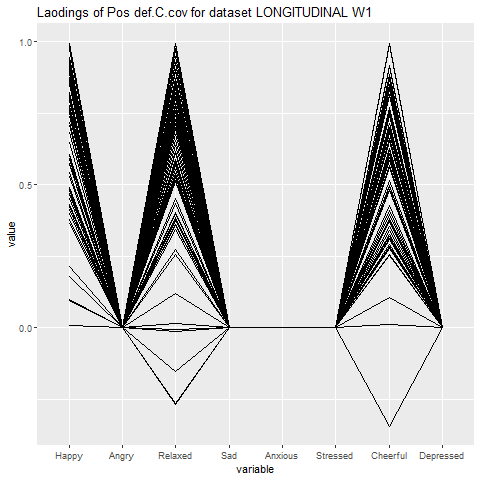 Laodings of Pos def.C.cov for dataset LONGITUDINAL W1
1.0
0.5
0.0
value
Happy Angry Relaxed Sad Anxious Stressed Cheerful Depressed
variable